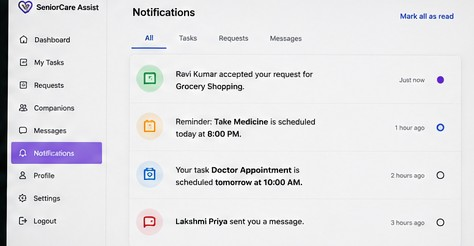 SeniorCare Assist
Dashboard
My Tasks
Requests
Companions
Messages
Notifications
Profile
Settings
Logout
Notifications
Mark all as read
All
Tasks
Requests
Messages
Ravi Kumar accepted your request for
Grocery Shopping.
Just now
Reminder: Take Medicine is scheduled
today at 8:00 PM.
1 hour ago
Your task Doctor Appointment is
scheduled tomorrow at 10:00 AM.
2 hours ago
Lakshmi Priya sent you a message.
3 hours ago